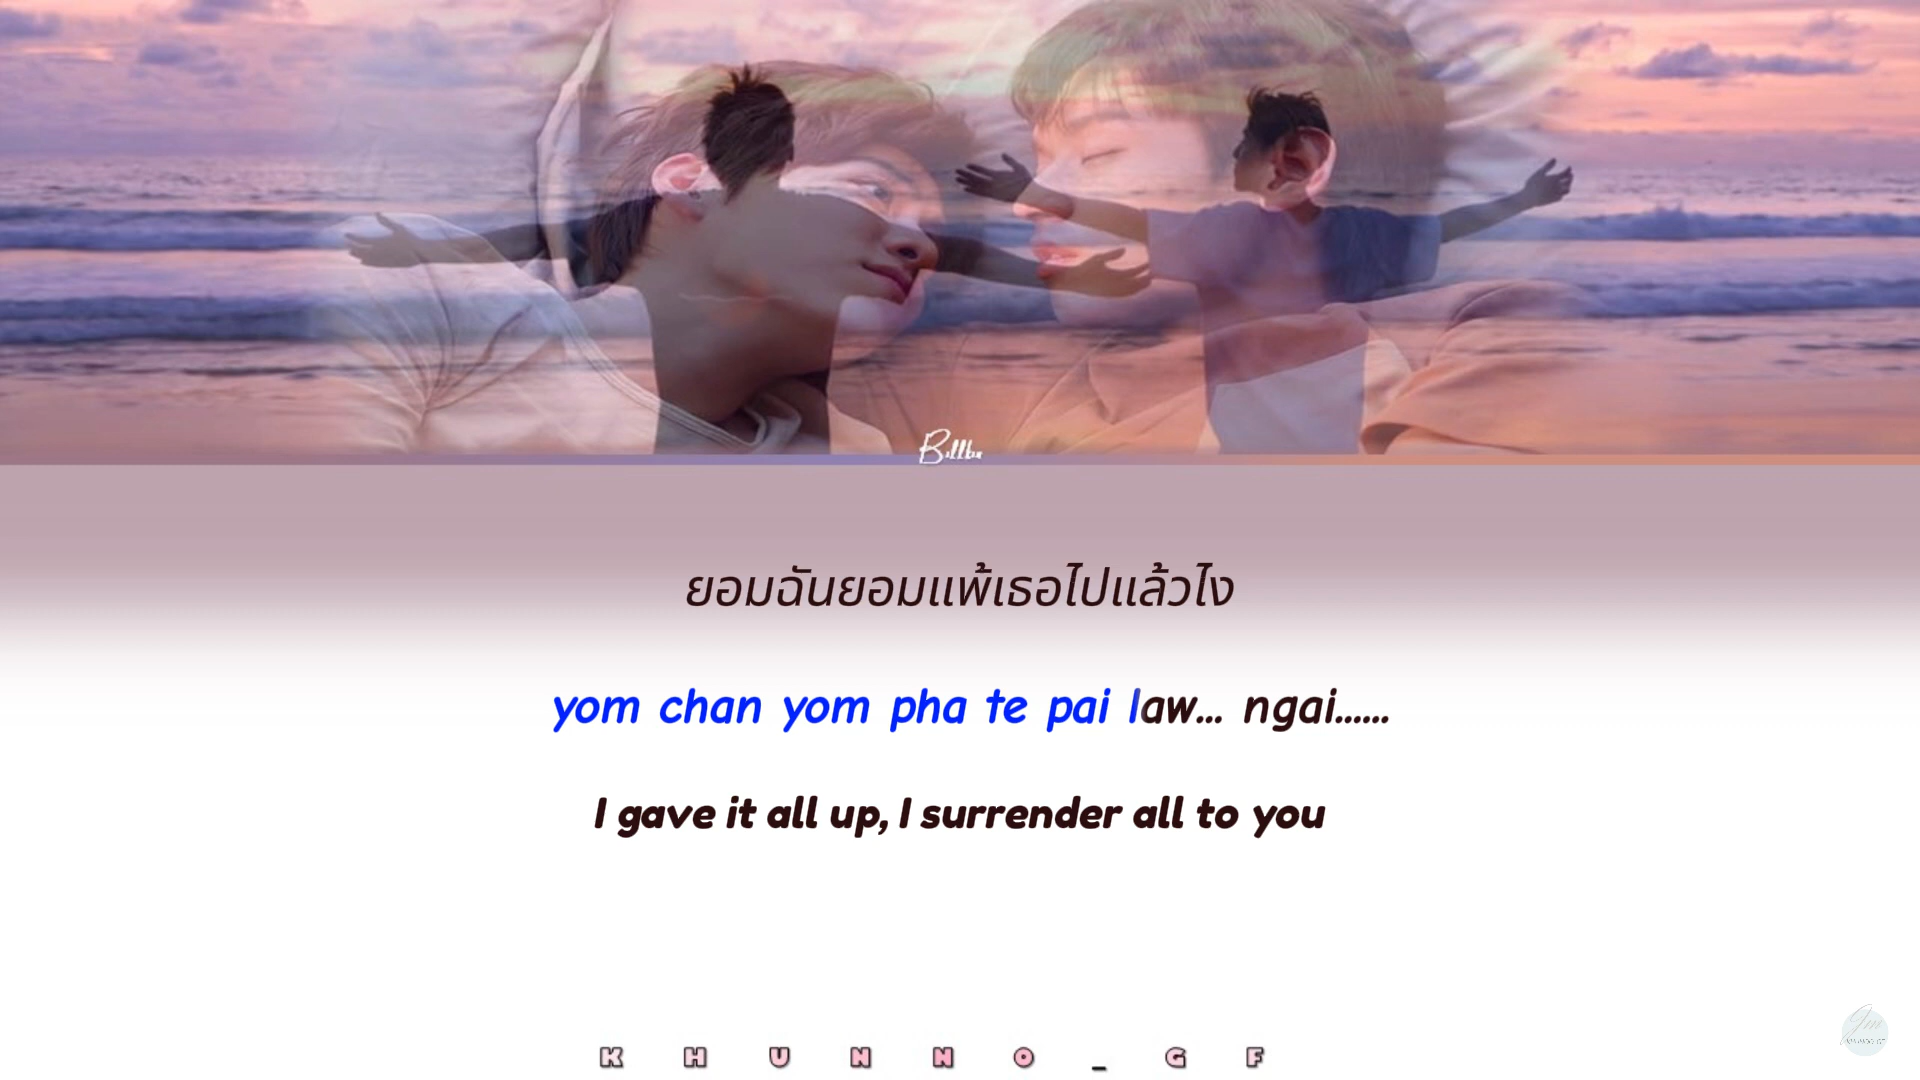 Billkin
ยอมฉันยอมแพ้เธอไปแล้วไง
yom chan yom pha te pai law... ngai......
I gave it all up, I surrender all to you
KHUNNO_GF